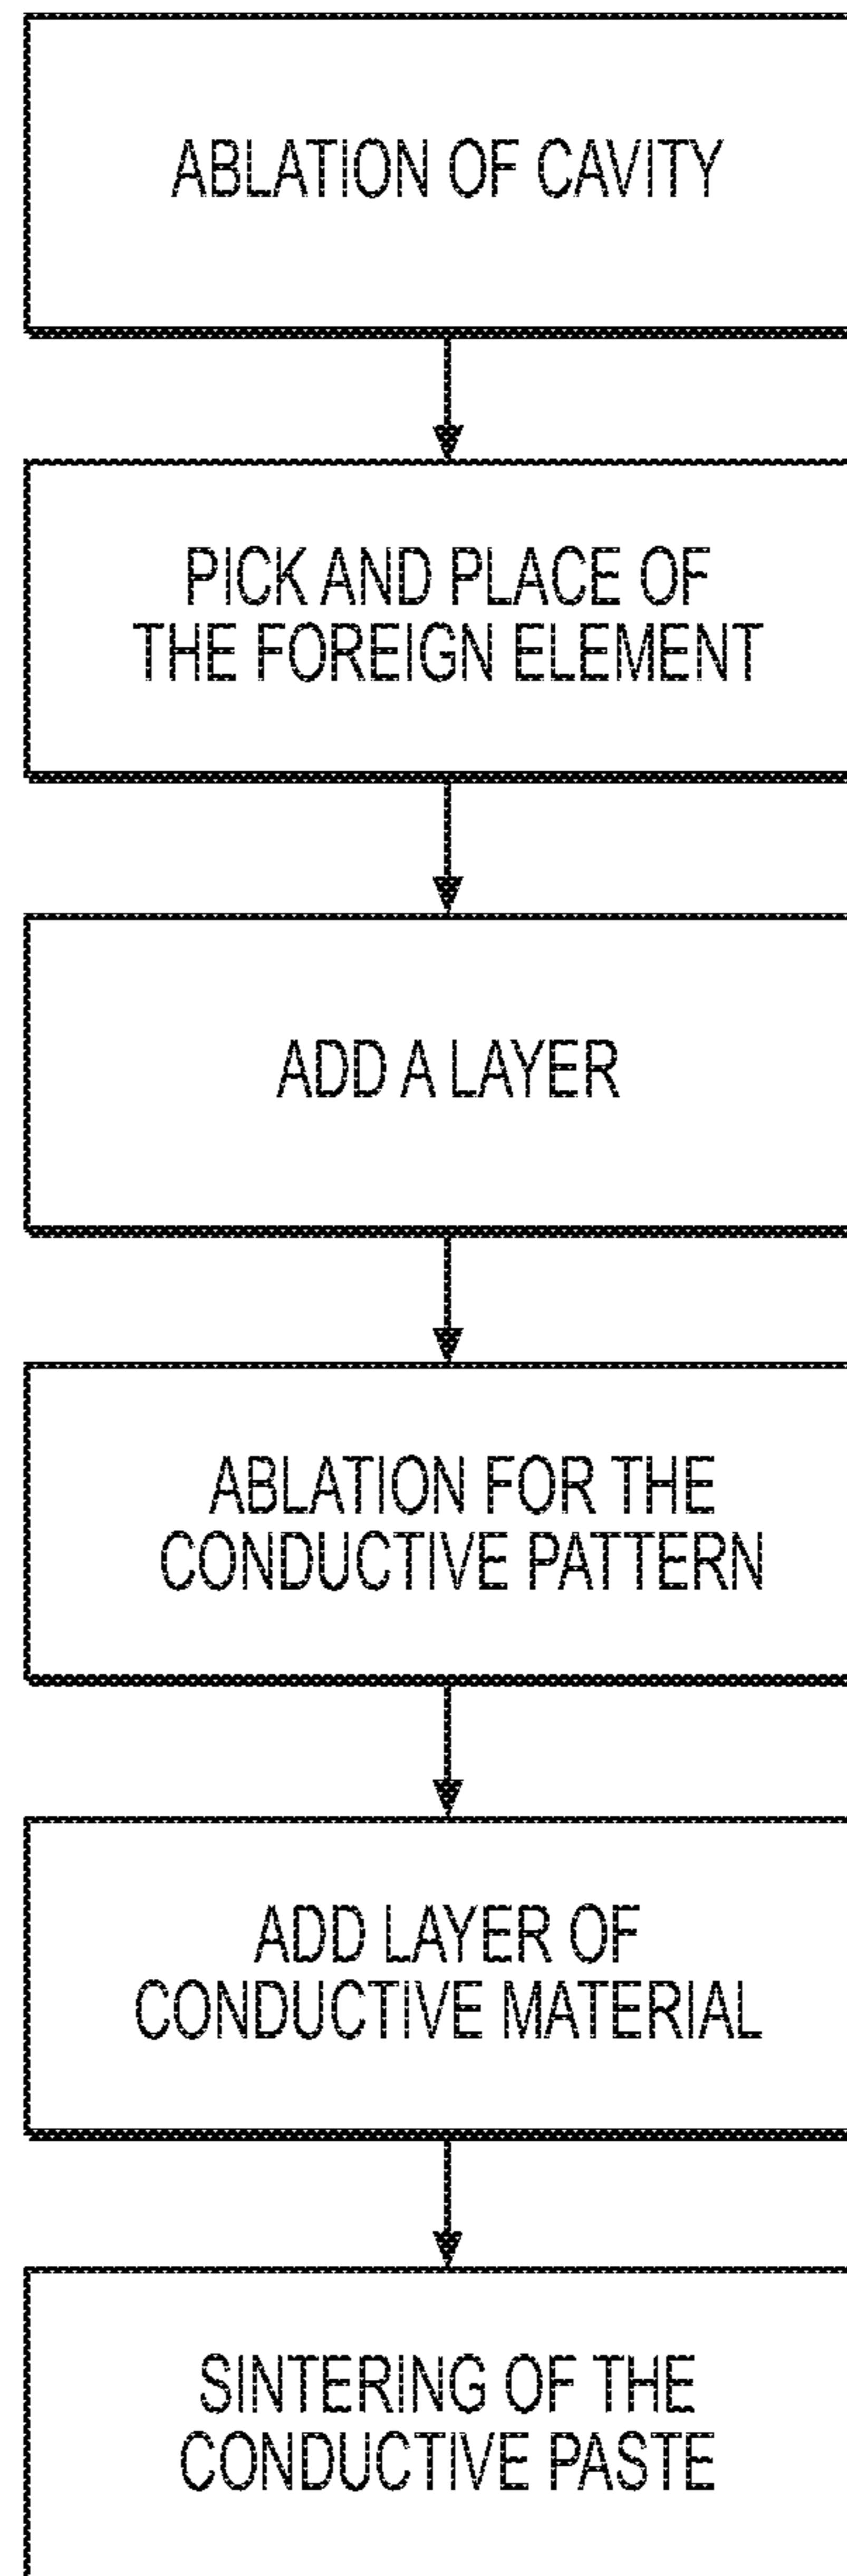 ABLATION OF CAVITY
PICK AND PLACE OF
THE FOREIGN ELEMENT
ADD A LAYER
ABLATION FOR THE
CONDUCTIVE PATTERN
ADD LAYER OF
CONDUCTIVE MATERIAL
SINTERING OF THE
CONDUCTIVE PASTE